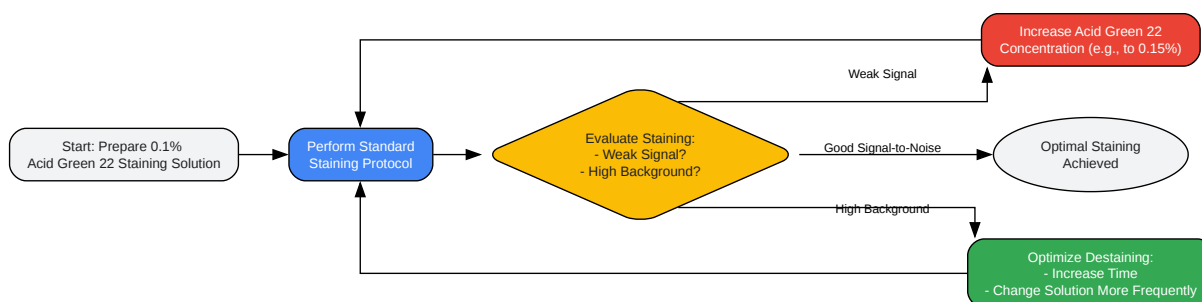 Increase Acid Green 22
Concentration (e.g., to 0.15%)
Weak Signal
Start: Prepare 0.1%
Acid Green 22 Staining Solution
Perform Standard
Staining Protocol
Evaluate Staining:
- Weak Signal?
- High Background?
Good Signal-to-Noise
Optimal Staining
Achieved
High Background
Optimize Destaining:
- Increase Time
- Change Solution More Frequently